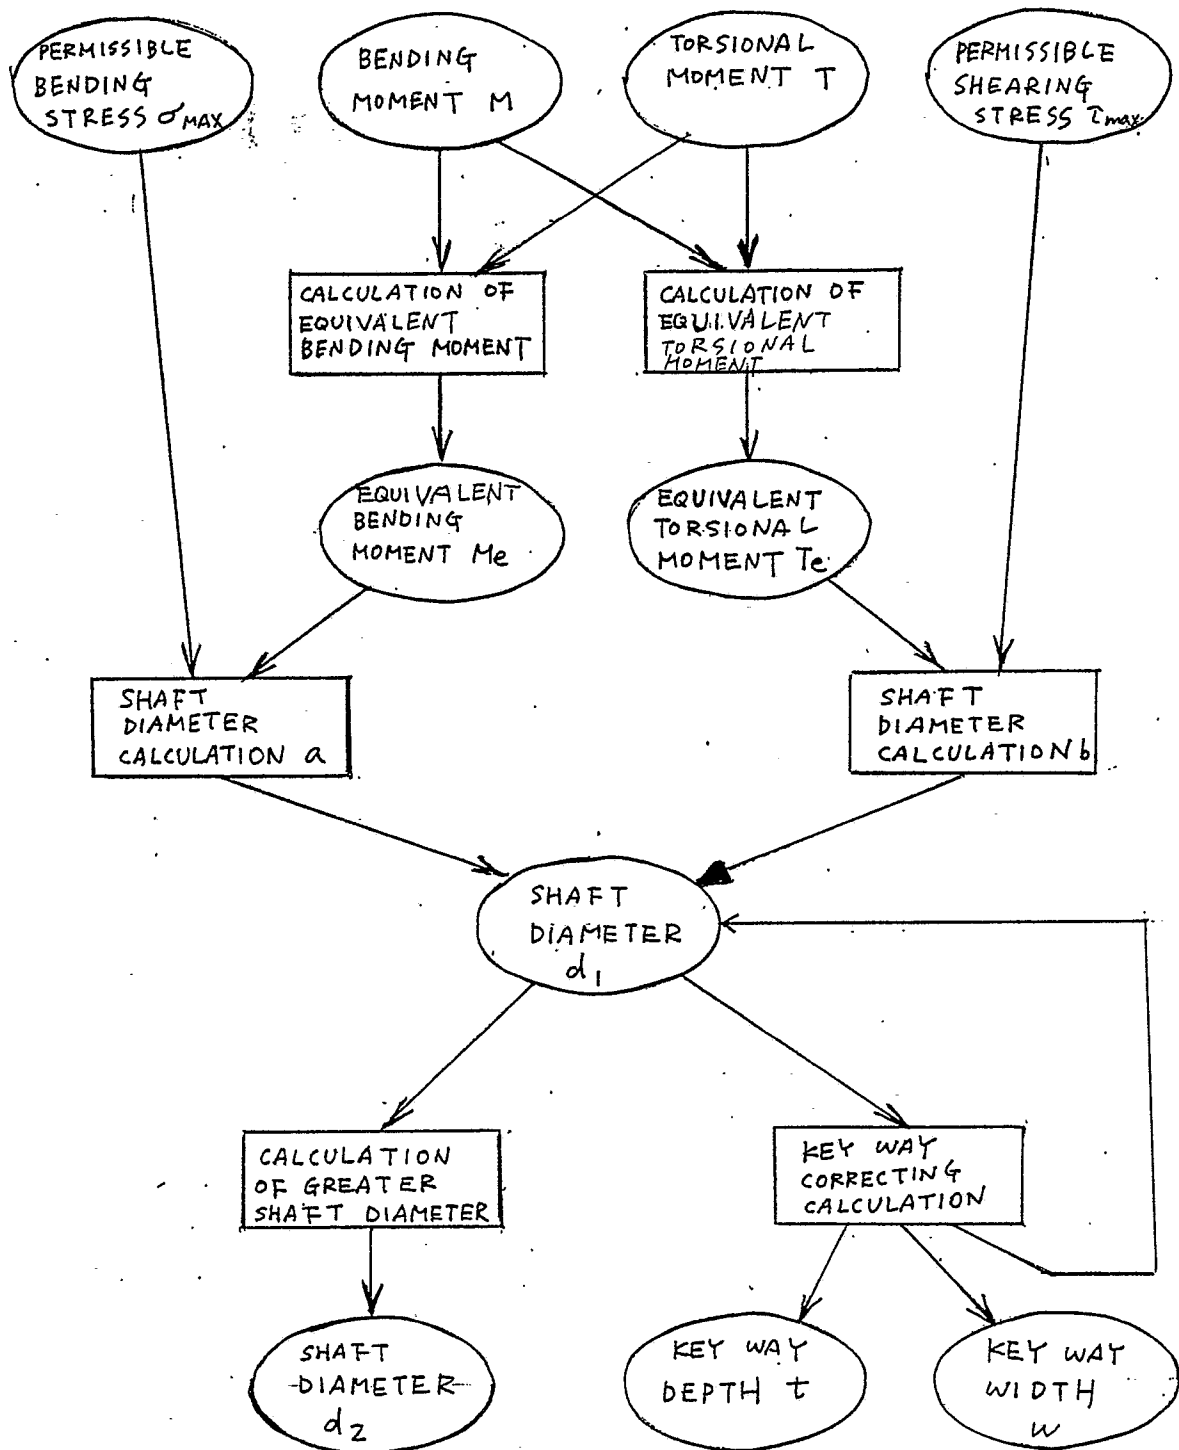 PERMISSIBLE
BENDING
STRESS σMAX
BENDING
MOMENT M
TORSIONAL
MOMENT T
PERMISSIBLE
SHEARING
STRESS τmax
CALCULATION OF
EQUIVALENT
BENDING MOMENT
CALCULATION OF
EQUIVALENT
TORSIONAL
MOMENT
EQUIVALENT
BENDING
MOMENT Me
EQUIVALENT
TORSIONAL
MOMENT Te
SHAFT
DIAMETER
CALCULATION a
SHAFT
DIAMETER
CALCULATION b
SHAFT
DIAMETER
d1
CALCULATION
OF GREATER
SHAFT DIAMETER
KEY WAY
CORRECTING
CALCULATION
SHAFT
DIAMETER
d2
KEY WAY
DEPTH t
KEY WAY
WIDTH
w